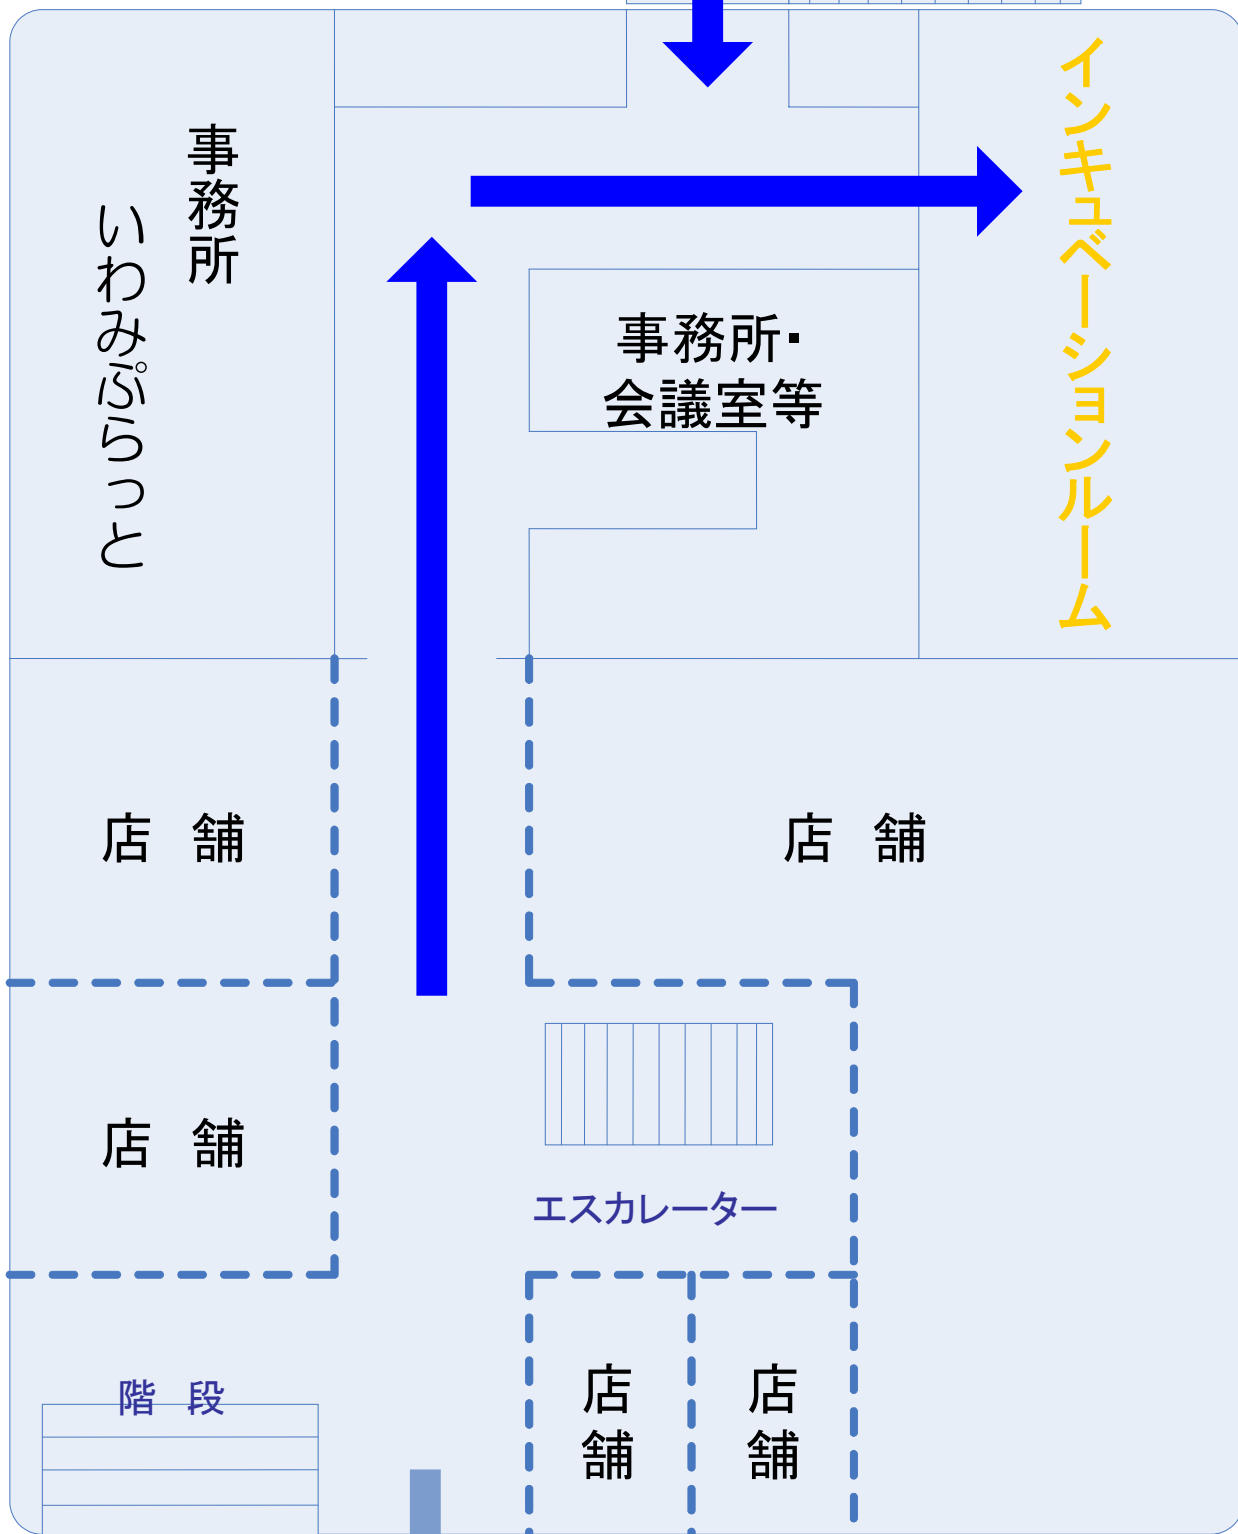 インキュベーションルーム
事務所
いわみぷらっと
事務所・
会議室等
店 舗
店 舗
店 舗
エスカレーター
階 段
店舗
店舗